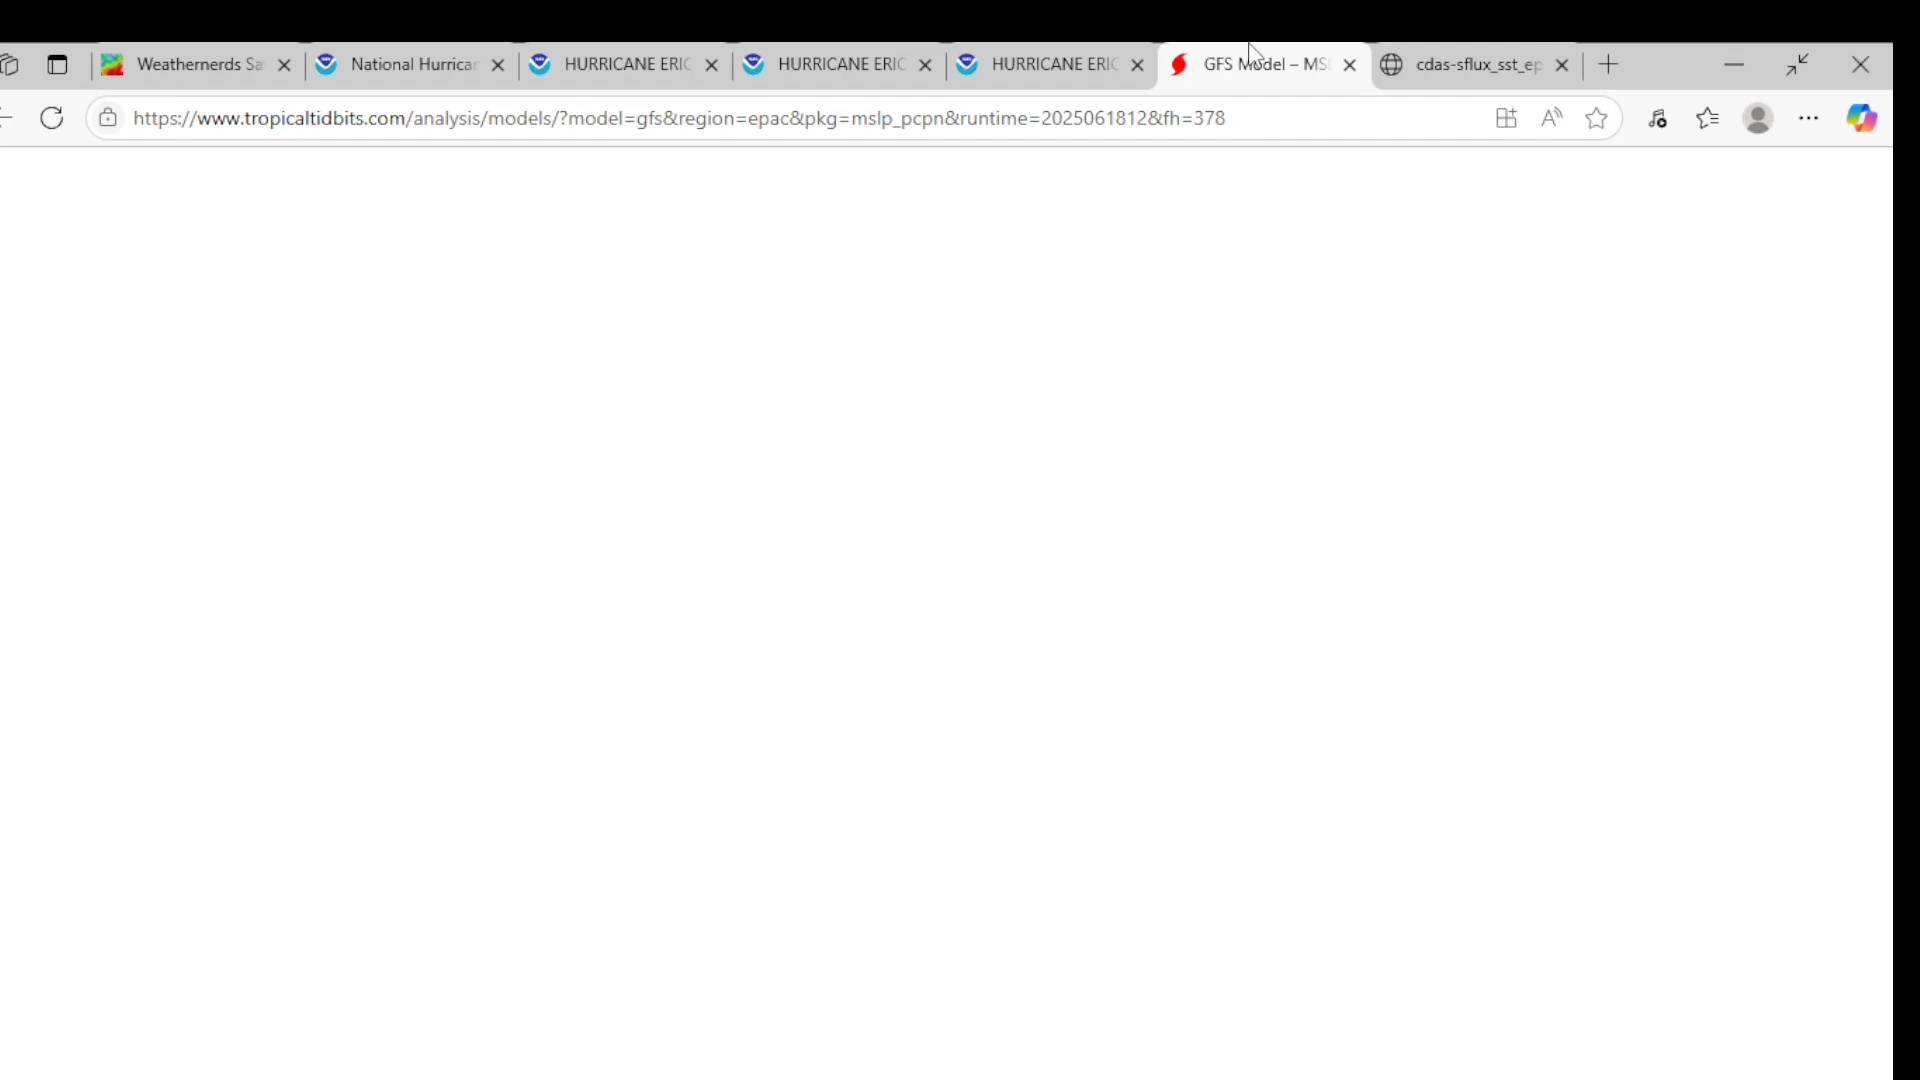 Weathernerds Sa
National Hurrica
HURRICANE ERIC
HURRICANE ERIC
HURRICANE ERIC
GFS Model – MS
cdas-sflux_sst_ep
https://www.tropicaltidbits.com/analysis/models/?model=gfs&region=epac&pkg=mslp_pcpn&runtime=2025061812&fh=378